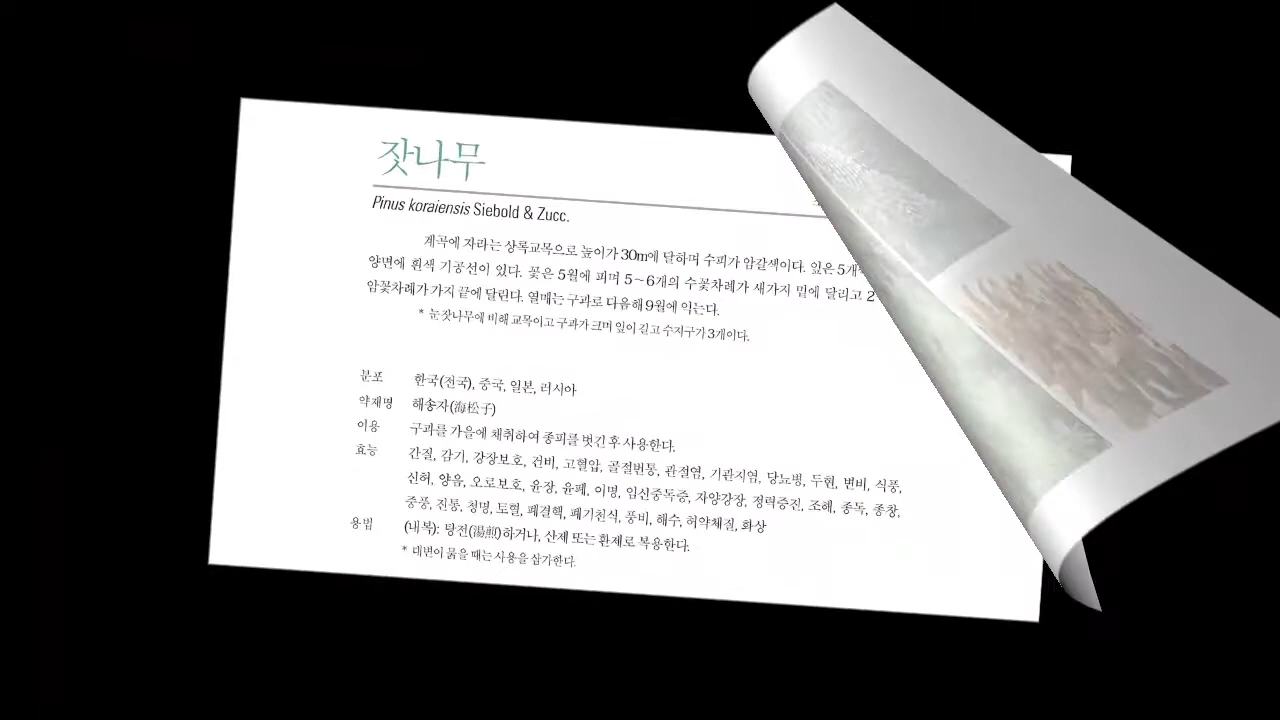 잣나무
Pinus koraiensis Siebold & Zucc.
계곡에 자라는 상록교목으로 높이가 30m에 달하며 수피가 암갈색이다. 잎은 5개
양면에 흰색 기공선이 있다. 꽃은 5월에 피며 5~6개의 수꽃차례가 새가지 밑에 달리고 2
암꽃차례가 가지 끝에 달린다. 열매는 구과로 다음해 9월에 익는다.
* 눈잣나무에 비해 교목이고 구과가 크며 잎이 길고 수지구가 3개이다.
분포 한국(전국), 중국, 일본, 러시아
약재명 해송자(海松子)
이용 구과를 가을에 채취하여 종피를 벗긴 후 사용한다.
효능 간질, 감기, 강장보호, 건비, 고혈압, 골절번통, 관절염, 기관지염, 당뇨병, 두현, 변비, 식풍,
신허, 양음, 오로보호, 윤장, 윤폐, 이명, 임신중독증, 자양강장, 정력증진, 조해, 종독, 종창,
중풍, 진통, 청명, 토혈, 폐결핵, 폐기천식, 풍비, 해수, 허약체질, 화상
용법 (내복): 탕전(湯煎)하거나, 산제 또는 환제로 복용한다.
* 대변이 묽을 때는 사용을 삼가한다.